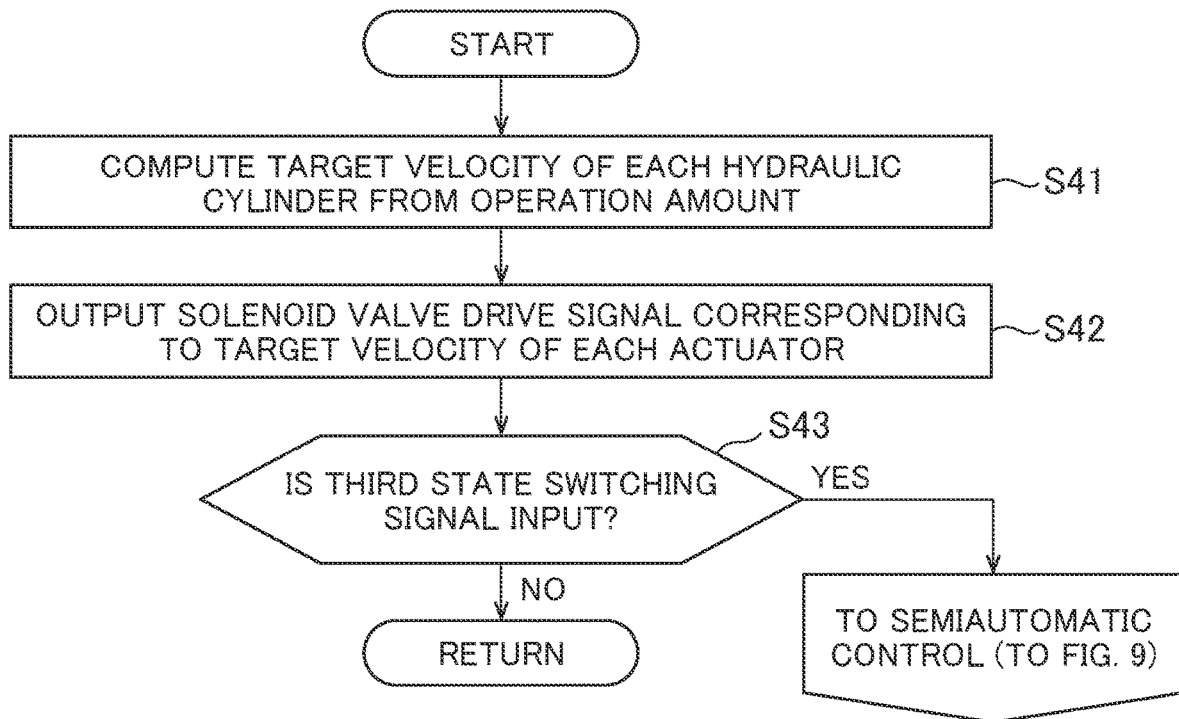 START
COMPUTE TARGET VELOCITY OF EACH HYDRAULIC
CYLINDER FROM OPERATION AMOUNT
S41
OUTPUT SOLENOID VALVE DRIVE SIGNAL CORRESPONDING
TO TARGET VELOCITY OF EACH ACTUATOR
S42
S43
IS THIRD STATE SWITCHING
SIGNAL INPUT?
YES
NO
RETURN
TO SEMIAUTOMATIC
CONTROL (TO FIG. 9)